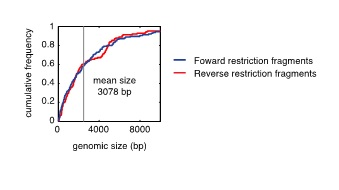 cumulative frequency
1
0.8
0.6
0.4
0.2
0
mean size
3078 bp
0 4000 8000
genomic size (bp)
Foward restriction fragments
Reverse restriction fragments